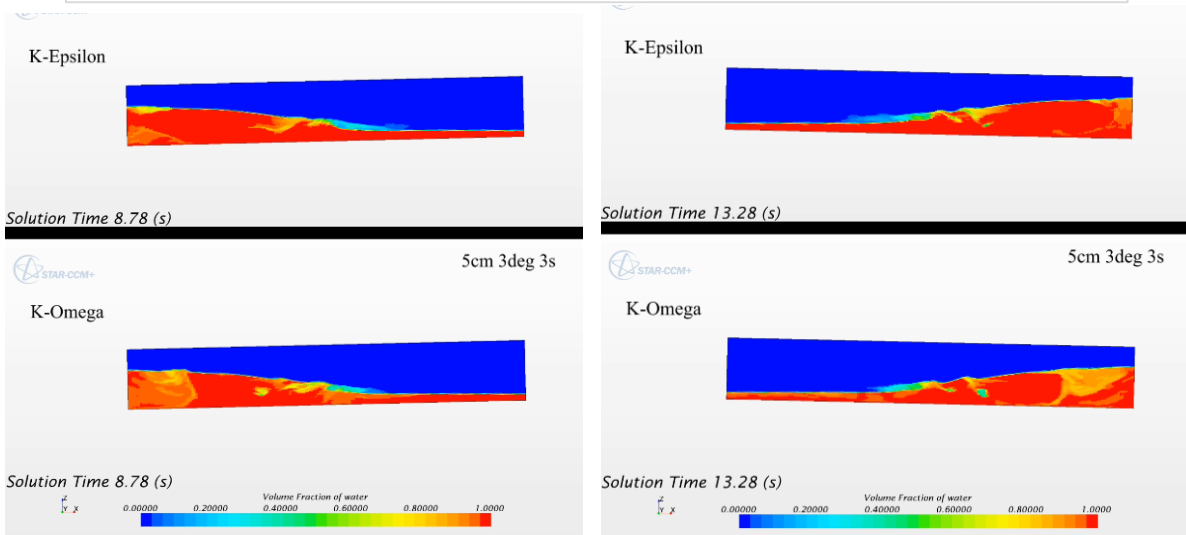 K-Epsilon
Solution Time 8.78 (s)
K-Epsilon
Solution Time 13.28 (s)
STAR-CCM+
5cm 3deg 3s
K-Omega
Solution Time 8.78 (s)
Z
Y X
Volume Fraction of water
0.00000 0.20000 0.40000 0.60000 0.80000 1.0000
STAR-CCM+
5cm 3deg 3s
K-Omega
Solution Time 13.28 (s)
Z
Y X
Volume Fraction of water
0.00000 0.20000 0.40000 0.60000 0.80000 1.0000